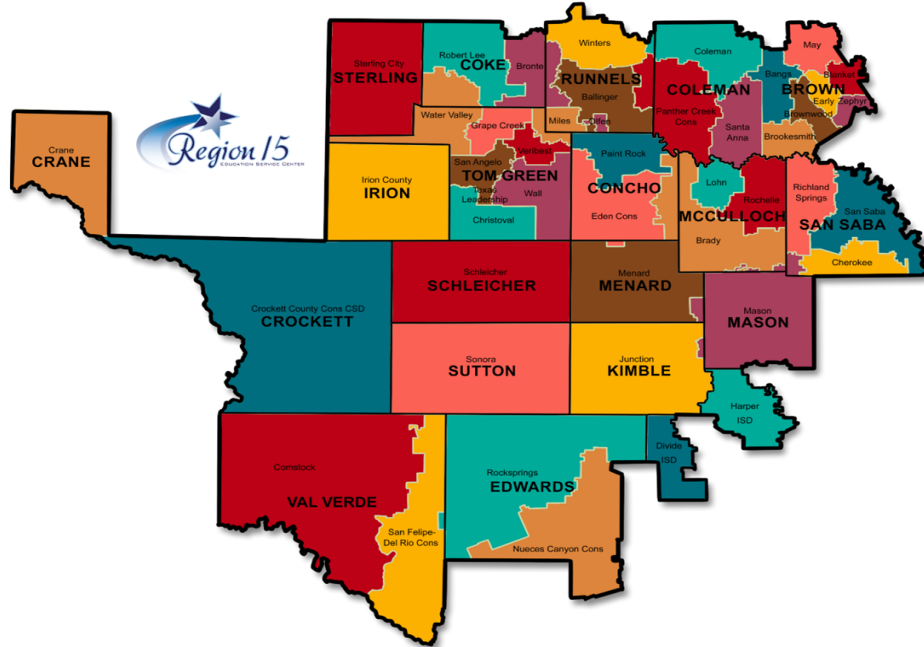 Region 15
EDUCATION SERVICE CENTER
Crane
CRANE
Sterling City
STERLING
Robert Lee
COKE
Bronte
Winters
RUNNELS
Ballinger
Olfen
Miles
Coleman
COLEMAN
Panther Creek
Cons
Santa
Anna
May
Bangs
Blanket
BROWN
Early
Zephyr
Brownwood
Brookesmith
Water Valley
Grape Creek
Veribest
San Angelo
TOM GREEN
Texas
Leadership
Wall
Christoval
Irion County
IRION
Paint Rock
CONCHO
Eden Cons
Lohn
Rochelle
MCCULLOCH
Brady
Richland
Springs
San Saba
SAN SABA
Cherokee
Schleicher
SCHLEICHER
Menard
MENARD
Mason
MASON
Crockett County Cons CSD
CROCKETT
Sonora
SUTTON
Junction
KIMBLE
Harper
ISD
Divide
ISD
Comstock
VAL VERDE
San Felipe-
Del Rio Cons
Rocksprings
EDWARDS
Nueces Canyon Cons